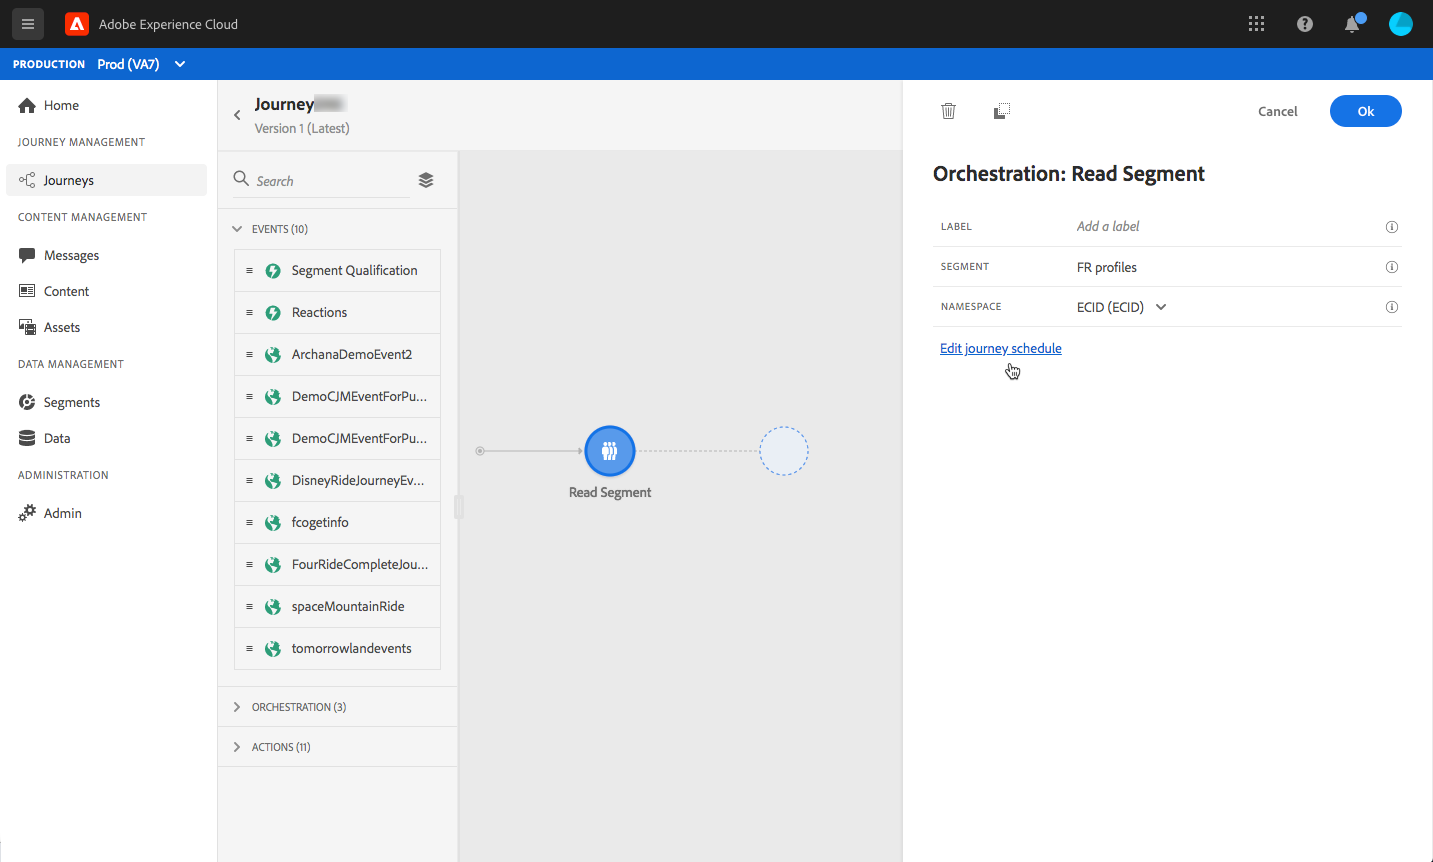 Adobe Experience Cloud
PRODUCTION Prod (VA7)
Home
JOURNEY MANAGEMENT
Journeys
CONTENT MANAGEMENT
Messages
Content
Assets
DATA MANAGEMENT
Segments
Data
ADMINISTRATION
Admin
Journey
Version 1 (Latest)
Search
EVENTS (10)
Segment Qualification
Reactions
ArchanaDemoEvent2
DemoCJMEventForPu...
DemoCJMEventForPu...
DisneyRideJourneyEv...
fcogetinfo
FourRideCompleteJou...
spaceMountainRide
tomorrowlandevents
ORCHESTRATION (3)
ACTIONS (11)
Read Segment
Cancel
Ok
Orchestration: Read Segment
LABEL Add a label
SEGMENT FR profiles
NAMESPACE ECID (ECID)
Edit journey schedule